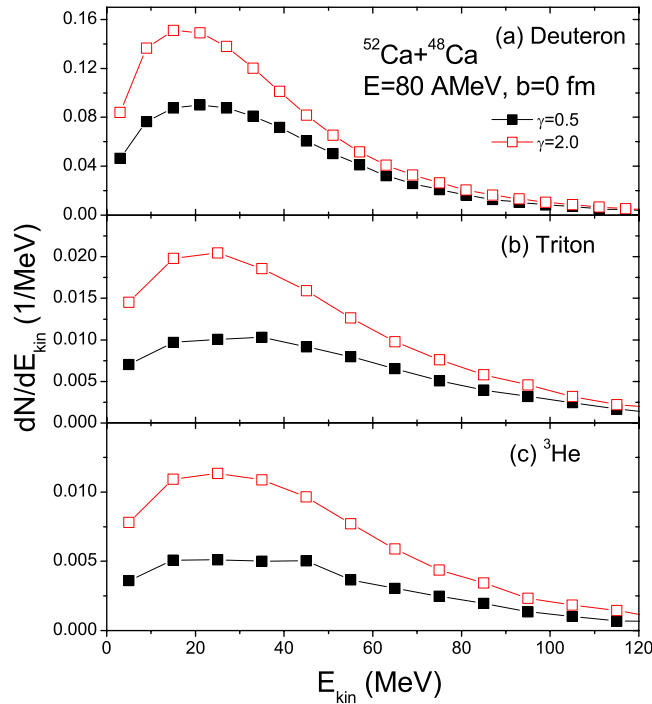 0.16
(a) Deuteron
⁵²Ca+⁴⁸Ca
E=80 AMeV, b=0 fm
0.12
γ=0.5
γ=2.0
0.08
0.04
0.00
(b) Triton
0.020
0.015
0.010
0.005
0.000
dN/dE_kin (1/MeV)
(c) ³He
0.010
0.005
0.000
0 20 40 60 80 100 120
E_kin (MeV)